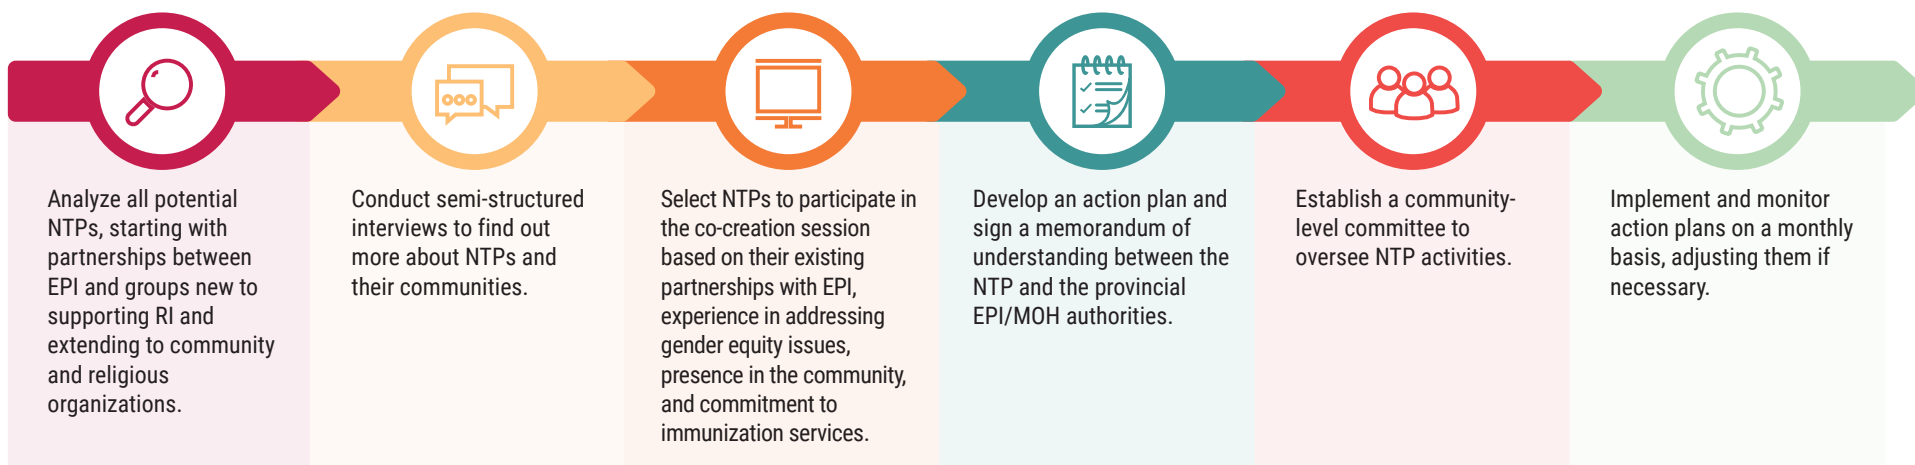 Analyze all potential
NTPs, starting with
partnerships between
EPI and groups new to
supporting RI and
extending to community
and religious
organizations.
Conduct semi-structured
interviews to find out
more about NTPs and
their communities.
Select NTPs to participate in
the co-creation session
based on their existing
partnerships with EPI,
experience in addressing
gender equity issues,
presence in the community,
and commitment to
immunization services.
Develop an action plan and
sign a memorandum of
understanding between the
NTP and the provincial
EPI/MOH authorities.
Establish a community-
level committee to
oversee NTP activities.
Implement and monitor
action plans on a monthly
basis, adjusting them if
necessary.